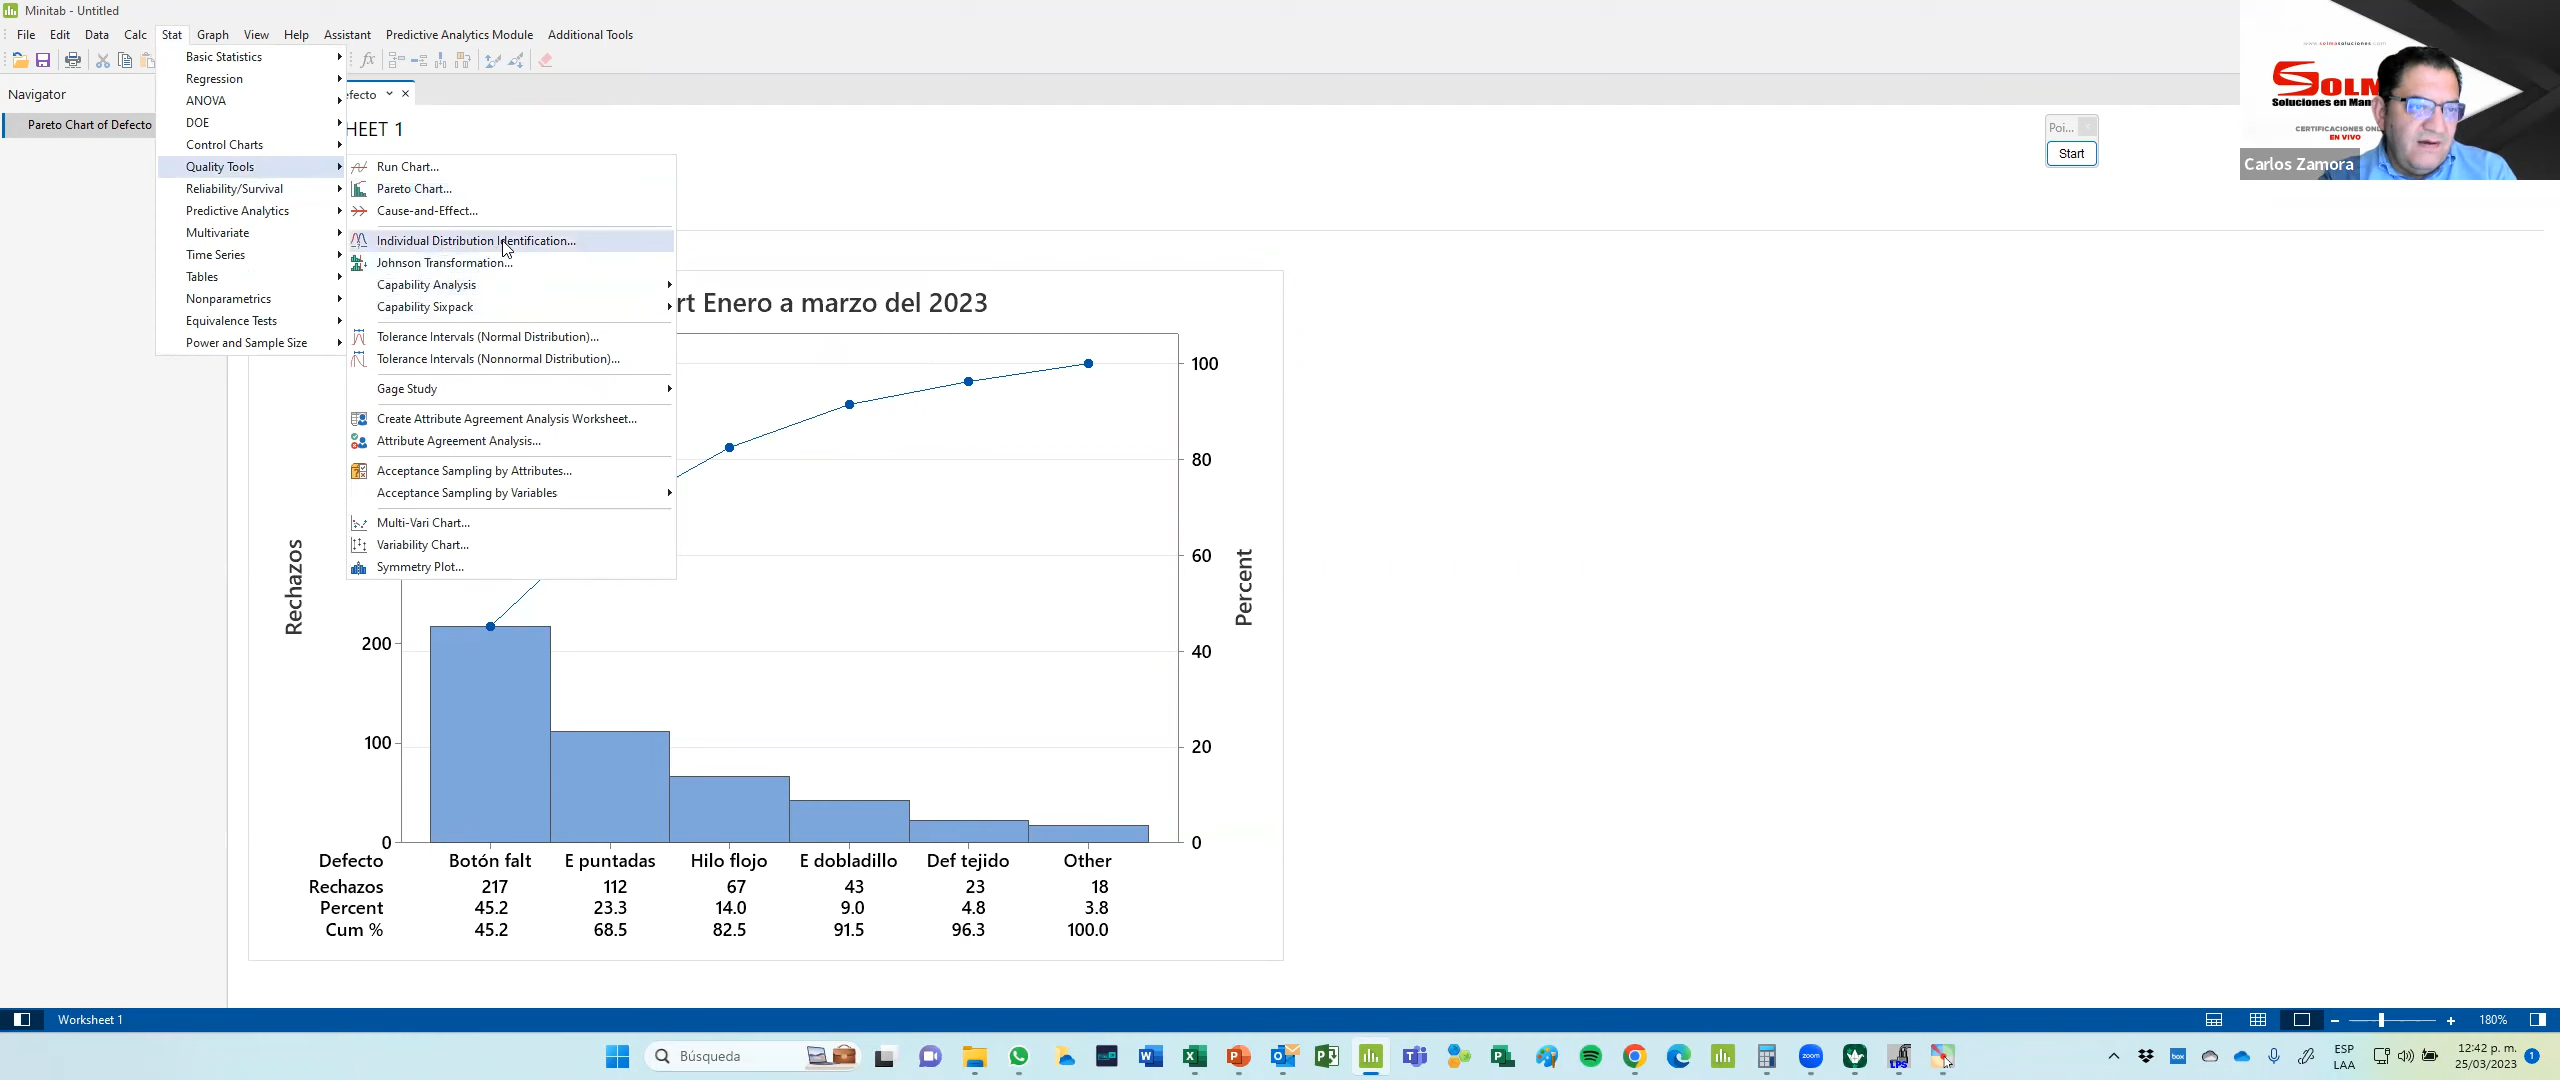 Minitab - Untitled
File Edit Data Calc Stat Graph View Help Assistant Predictive Analytics Module Additional Tools
Navigator
Pareto Chart of Defecto
efecto
HEET 1
Basic Statistics
Regression
ANOVA
DOE
Control Charts
Quality Tools
Reliability/Survival
Predictive Analytics
Multivariate
Time Series
Tables
Nonparametrics
Equivalence Tests
Power and Sample Size
Run Chart...
Pareto Chart...
Cause-and-Effect...
Individual Distribution Identification...
Johnson Transformation...
Capability Analysis
Capability Sixpack
Tolerance Intervals (Normal Distribution)...
Tolerance Intervals (Nonnormal Distribution)...
Gage Study
Create Attribute Agreement Analysis Worksheet...
Attribute Agreement Analysis...
Acceptance Sampling by Attributes...
Acceptance Sampling by Variables
Multi-Vari Chart...
Variability Chart...
Symmetry Plot...
Poi...
Start
www.solmasoluciones.com
SOLM
Soluciones en Man
CERTIFICACIONES ONL
EN VIVO
Carlos Zamora
rt Enero a marzo del 2023
Rechazos
200
100
0
100
80
60
40
20
0
Percent
Defecto Botón falt E puntadas Hilo flojo E dobladillo Def tejido Other
Rechazos 217 112 67 43 23 18
Percent 45.2 23.3 14.0 9.0 4.8 3.8
Cum % 45.2 68.5 82.5 91.5 96.3 100.0
Worksheet 1
180%
Búsqueda
ESP
LAA
12:42 p. m.
25/03/2023
1